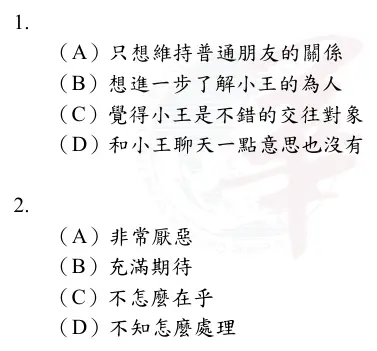 1.
（A）只想維持普通朋友的關係
（B）想進一步了解小王的為人
（C）覺得小王是不錯的交往對象
（D）和小王聊天一點意思也沒有
2.
（A）非常厭惡
（B）充滿期待
（C）不怎麼在乎
（D）不知怎麼處理